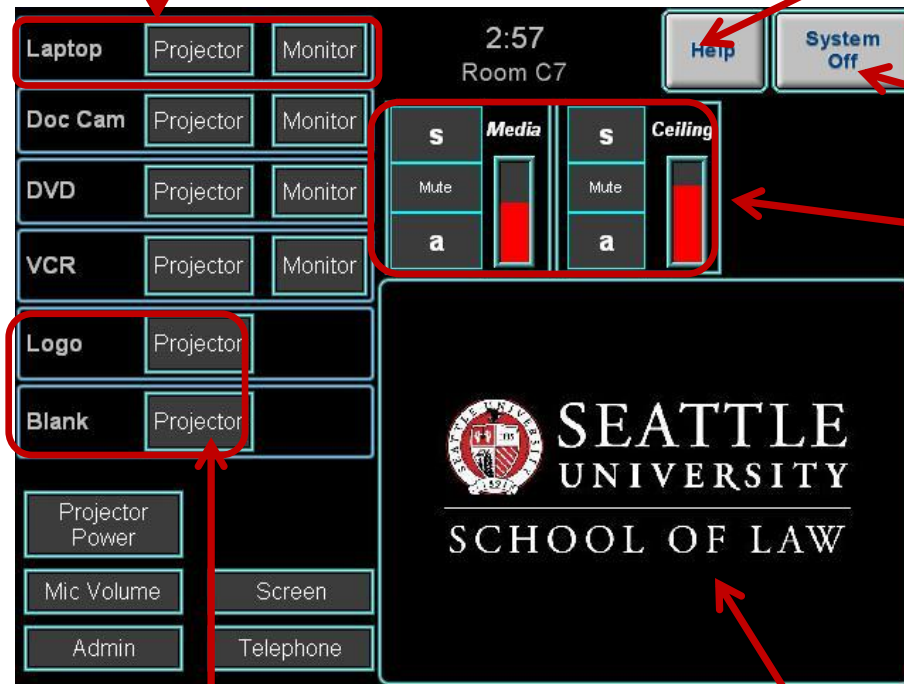 Laptop Projector Monitor
2:57
Room C7
Help
System
Off
Doc Cam Projector Monitor
DVD Projector Monitor
VCR Projector Monitor
Logo Projector
Blank Projector
s Media
Mute
a
s Ceiling
Mute
a
Projector
Power
Mic Volume Screen
Admin Telephone
SEATTLE
UNIVERSITY
SCHOOL OF LAW